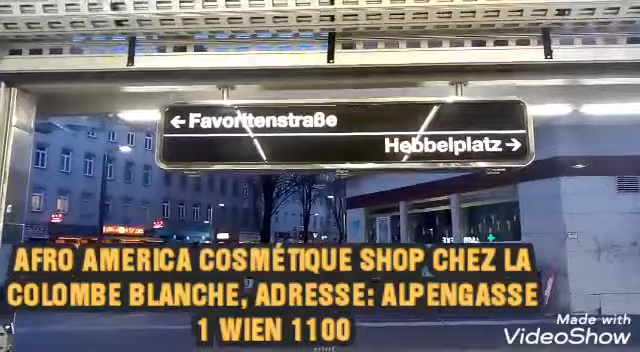 ← Favoritenstraße
Hebbelplatz →
AFRO AMERICA COSMÉTIQUE SHOP CHEZ LA
COLOMBE BLANCHE, ADRESSE: ALPENGASSE
1 WIEN 1100
Made with
VideoShow